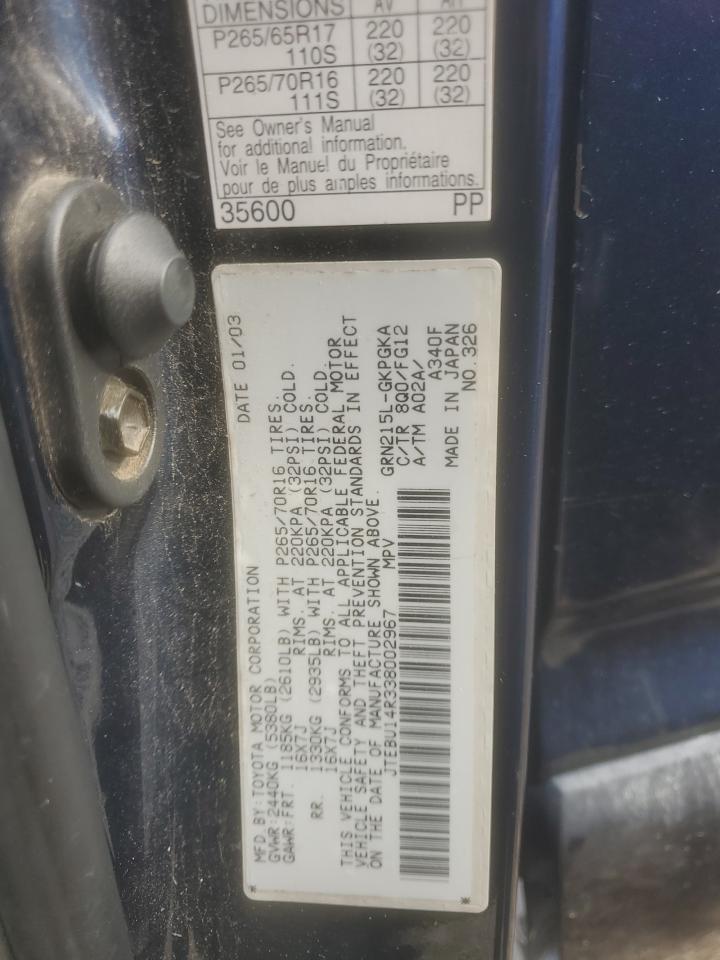 DIMENSIONS AV AR
P265/65R17 220 220
110S (32) (32)
P265/70R16 220 220
111S (32) (32)
See Owner's Manual
for additional information.
Voir le Manuel du Propriétaire
pour de plus amples informations.
35600 PP
MFD BY:TOYOTA MOTOR CORPORATION DATE 01/03
GVWR:2440KG (5380LB)
GAWR:FRT. 1185KG (2610LB) WITH P265/70R16 TIRES.
16X7J RIMS. AT 220KPA (32PSI) COLD.
RR. 1330KG (2935LB) WITH P265/70R16 TIRES.
16X7J RIMS. AT 220KPA (32PSI) COLD.
THIS VEHICLE CONFORMS TO ALL APPLICABLE FEDERAL MOTOR
VEHICLE SAFETY AND THEFT PREVENTION STANDARDS IN EFFECT
ON THE DATE OF MANUFACTURE SHOWN ABOVE.
JTEBU14R338002967 MPV
GRN215L-GKPGKA
C/TR 8Q0/FG12
A/TM A02A/
A340F
MADE IN JAPAN
NO.326